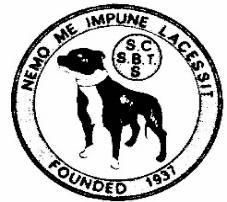 NEMO ME IMPUNE LACESSIT
S.C
S.B.T.
S
FOUNDED 1937